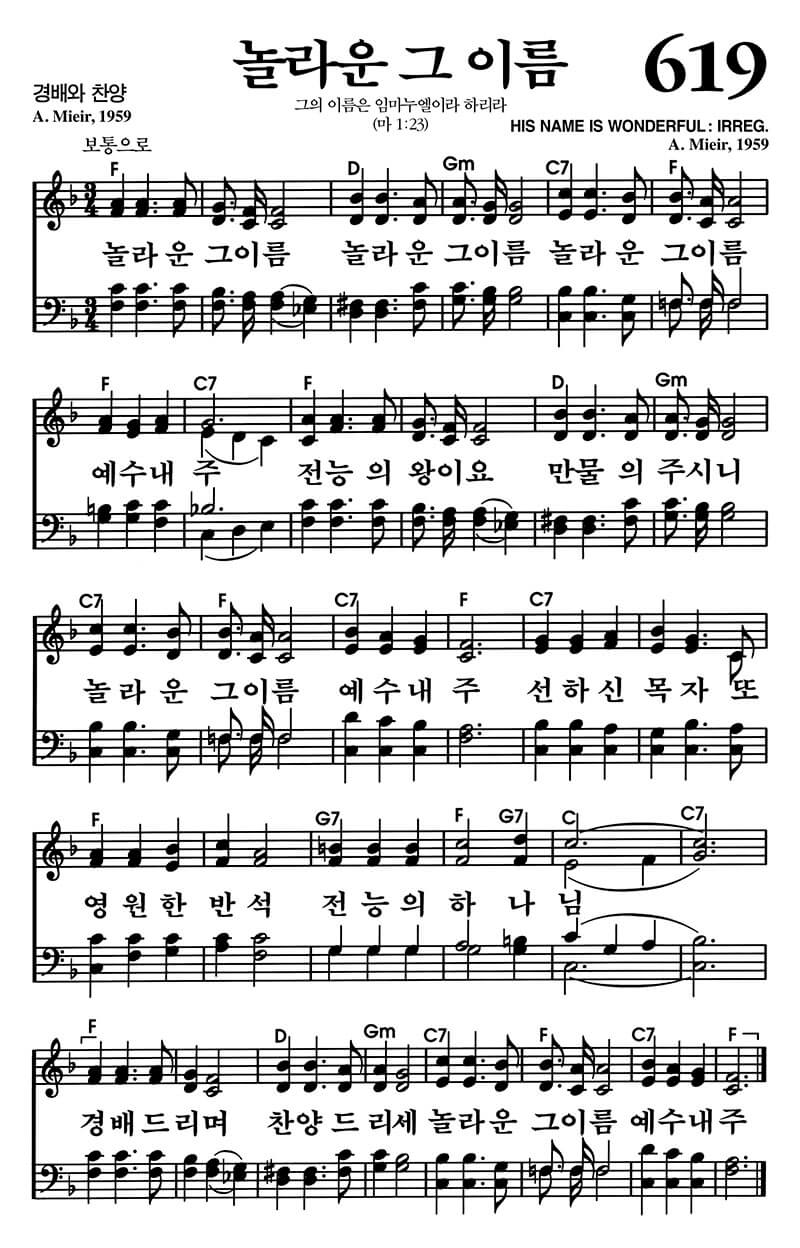 놀라운 그 이름
619
경배와 찬양
A. Mieir, 1959
그의 이름은 임마누엘이라 하리라
(마 1:23)
HIS NAME IS WONDERFUL : IRREG.
A. Mieir, 1959
보통으로
F D Gm C7 F
놀라운 그이름 놀라운 그이름 놀라운 그이름
F C7 F D Gm
예수내 주 전능의 왕이요 만물의 주시니
C7 F C7 F C7
놀라운 그이름 예수내 주 선하신 목자 또
F G7 F G7 C C7
영원한 반석 전능의 하 나 님
F D Gm C7 F C7 F
경배드리며 찬양드리세 놀라운 그이름 예수내주